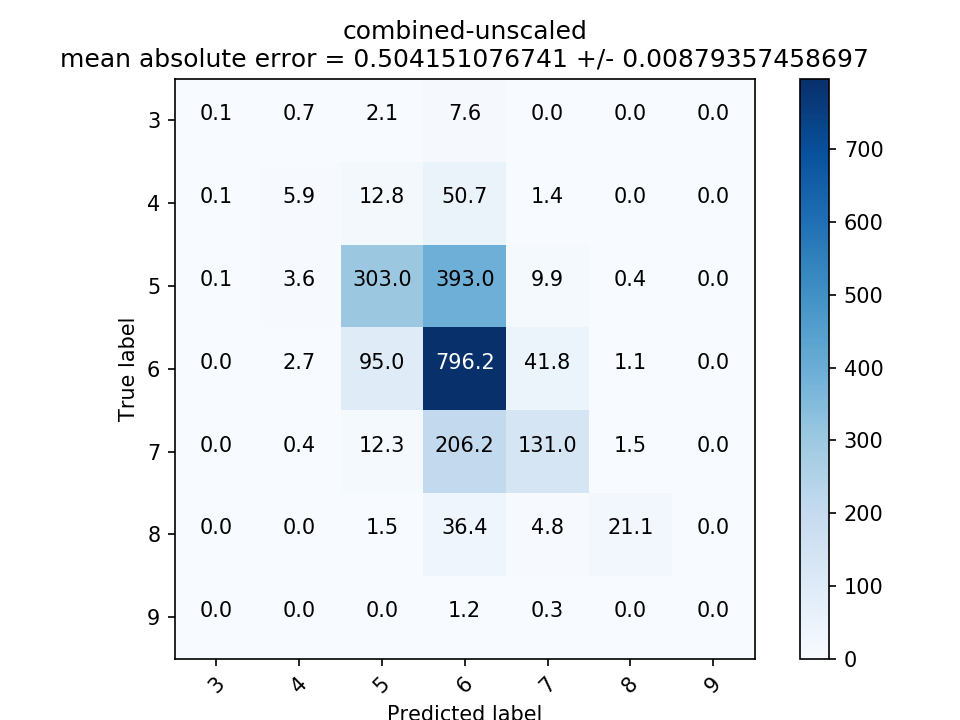 combined-unscaled
mean absolute error = 0.504151076741 +/- 0.00879357458697
3 0.1 0.7 2.1 7.6 0.0 0.0 0.0
4 0.1 5.9 12.8 50.7 1.4 0.0 0.0
5 0.1 3.6 303.0 393.0 9.9 0.4 0.0
6 0.0 2.7 95.0 796.2 41.8 1.1 0.0
7 0.0 0.4 12.3 206.2 131.0 1.5 0.0
8 0.0 0.0 1.5 36.4 4.8 21.1 0.0
9 0.0 0.0 0.0 1.2 0.3 0.0 0.0
3 4 5 6 7 8 9
True label
Predicted label
700
600
500
400
300
200
100
0